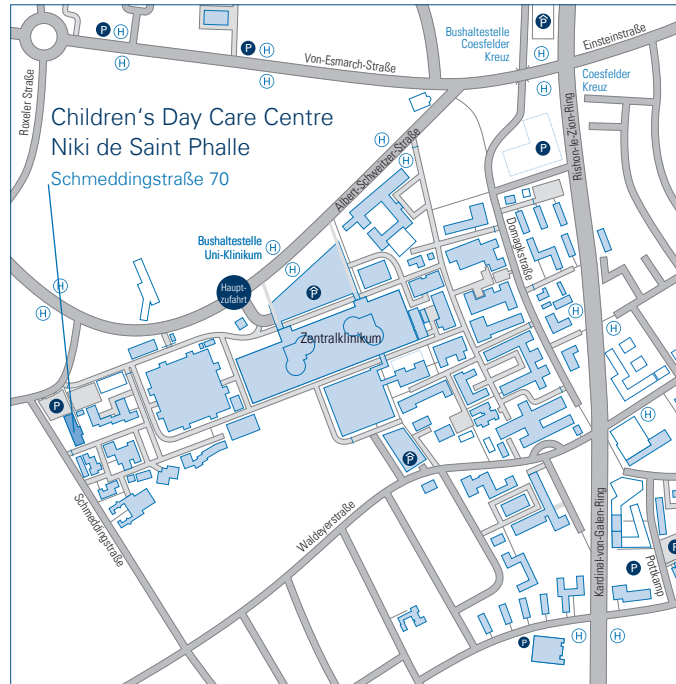 P
H
H
P
H
H
Von-Esmarch-Straße
Bushaltestelle
Coesfelder
Kreuz
P
H
H
Einsteinstraße
Coesfelder
Kreuz
Roxeler Straße
Children‘s Day Care Centre
Niki de Saint Phalle
Schmeddingstraße 70
Albert-Schweitzer-Straße
H
H
P
Rishon-le-Zion-Ring
Domagkstraße
Bushaltestelle
Uni-Klinikum
H
H
Haupt-
zufahrt
P
H
H
Zentralklinikum
H
H
P
H
P
Schmeddingstraße
Waldeyerstraße
Kardinal-von-Galen-Ring
Pottkamp
P
P
P
H
H